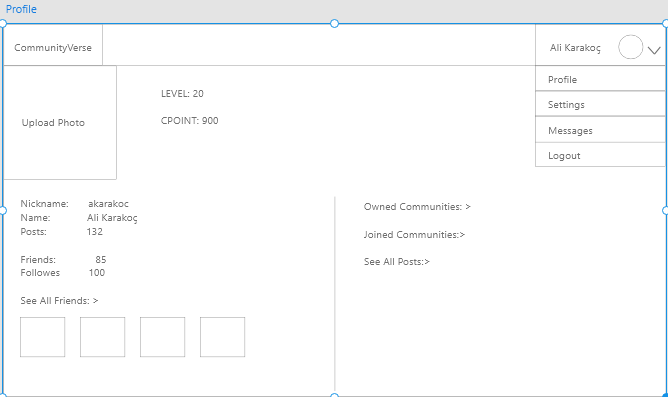 Profile
CommunityVerse
Ali Karakoç
Profile
Settings
Messages
Logout
Upload Photo
LEVEL: 20
CPOINT: 900
Nickname: akarakoc
Name: Ali Karakoç
Posts: 132
Friends: 85
Followes 100
See All Friends: >
Owned Communities: >
Joined Communities:>
See All Posts:>